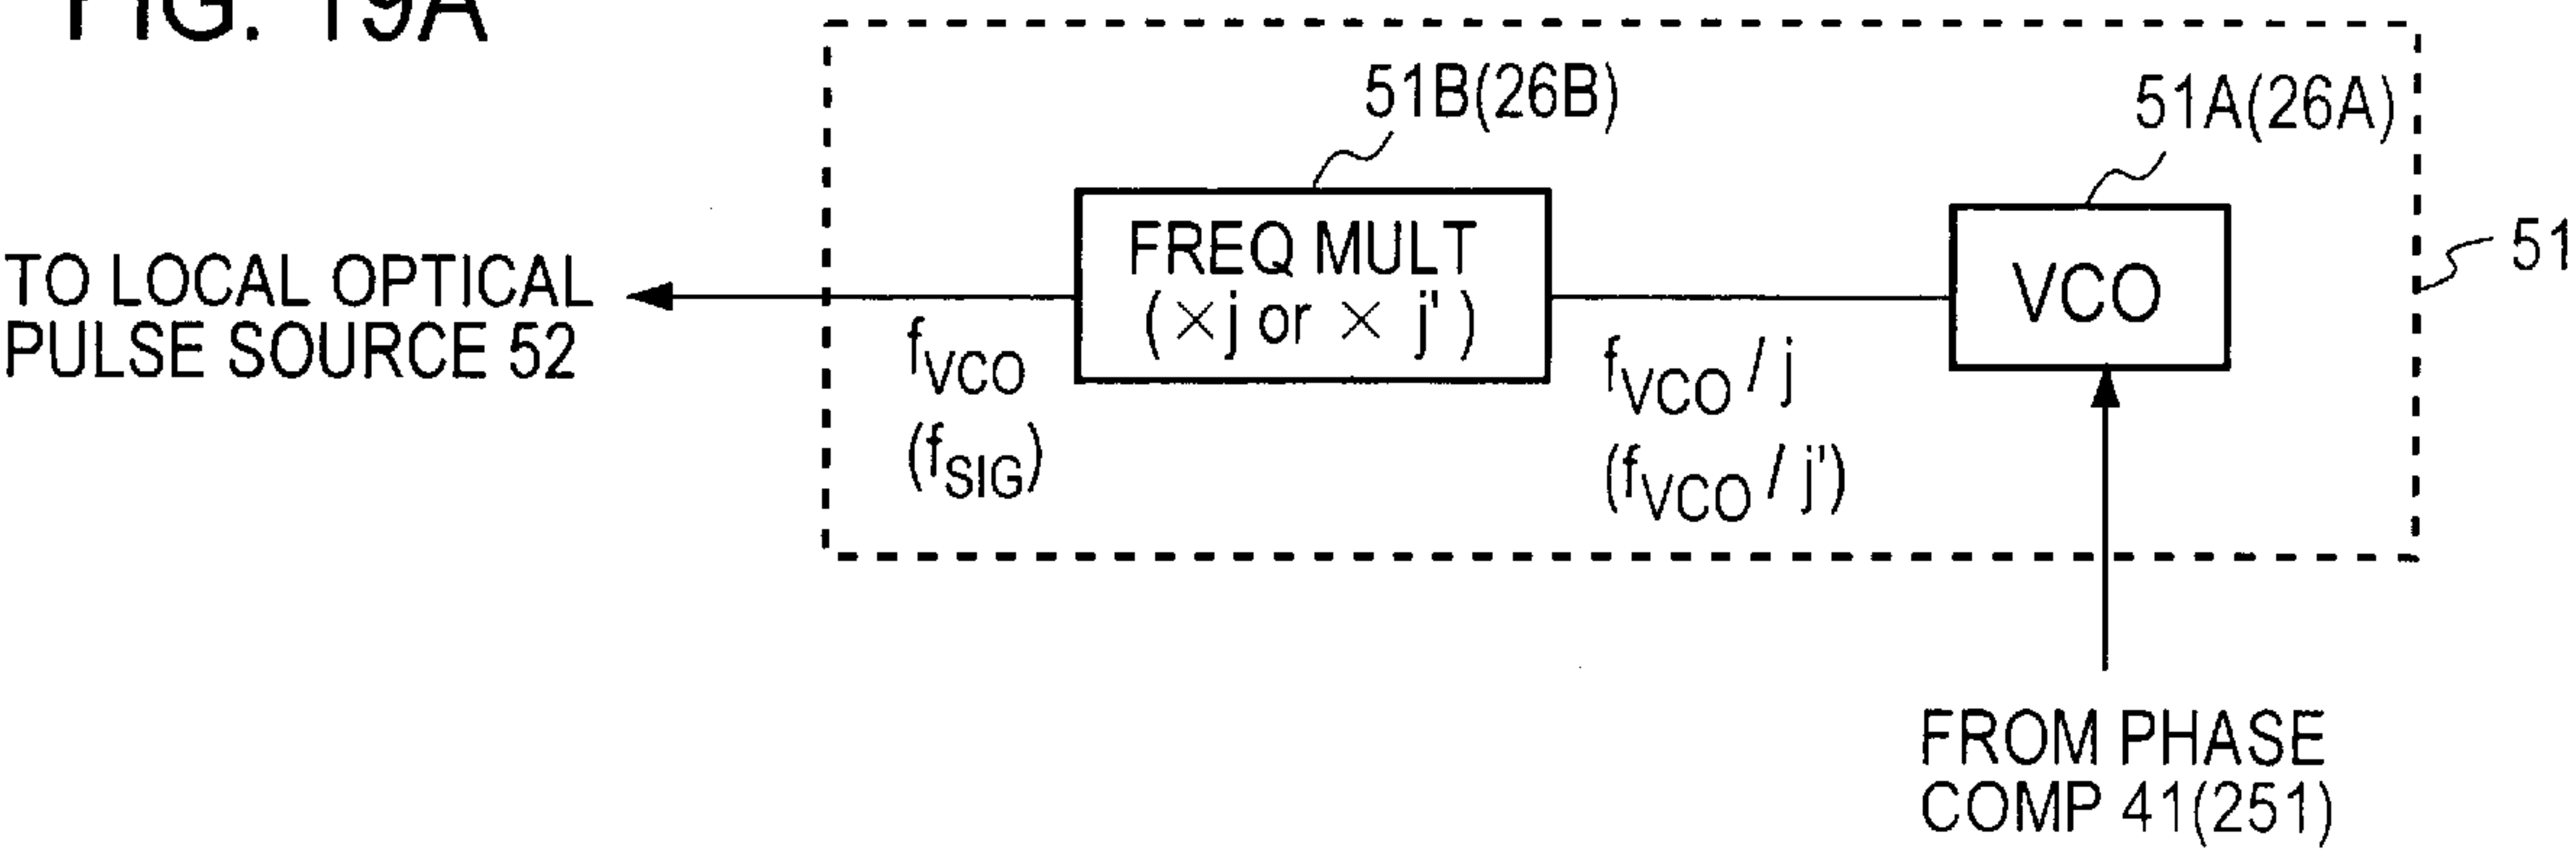 FIG. 19A
51B(26B)
51A(26A)
51
FREQ MULT
( ×j or × j' )
VCO
TO LOCAL OPTICAL
PULSE SOURCE 52
fVCO
(fSIG)
fVCO / j
(fVCO / j')
FROM PHASE
COMP 41(251)